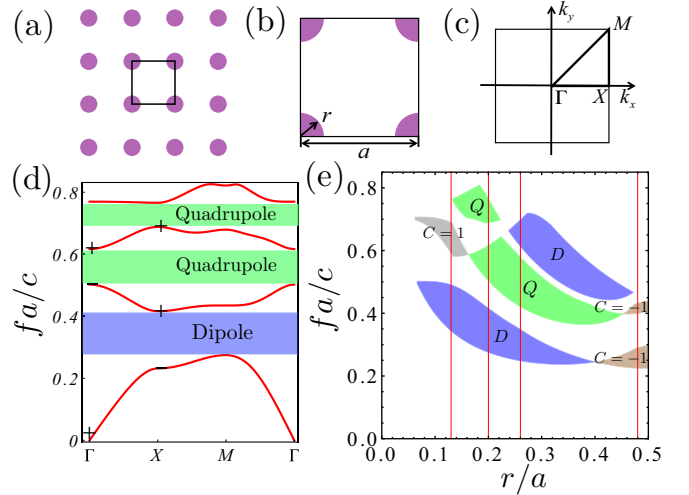 (a)
(b)
r
a
(c)
k_y
M
Γ
X
k_x
(d)
fa/c
0.8
0.6
0.4
0.2
0
Quadrupole
Quadrupole
Dipole
Γ
X
M
Γ
(e)
fa/c
0.8
0.6
0.4
0.2
0.0
Q
C = 1
D
Q
D
C = −1
C = −1
0.0 0.1 0.2 0.3 0.4 0.5
r/a